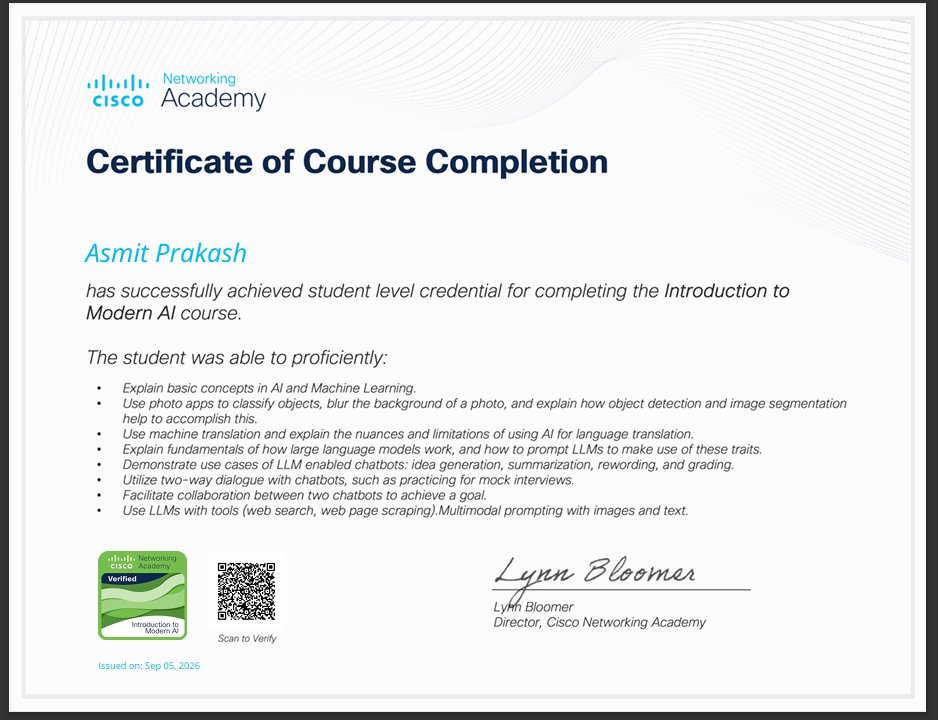 Networking
CISCO Academy
Certificate of Course Completion
Asmit Prakash
has successfully achieved student level credential for completing the Introduction to
Modern AI course.
The student was able to proficiently:
• Explain basic concepts in AI and Machine Learning.
• Use photo apps to classify objects, blur the background of a photo, and explain how object detection and image segmentation
help to accomplish this.
• Use machine translation and explain the nuances and limitations of using AI for language translation.
• Explain fundamentals of how large language models work, and how to prompt LLMs to make use of these traits.
• Demonstrate use cases of LLM enabled chatbots: idea generation, summarization, rewording, and grading.
• Utilize two-way dialogue with chatbots, such as practicing for mock interviews.
• Facilitate collaboration between two chatbots to achieve a goal.
• Use LLMs with tools (web search, web page scraping).Multimodal prompting with images and text.
Networking
CISCO Academy
Verified
Introduction to
Modern AI
Scan to Verify
Issued on: Sep 05, 2026
Lynn Bloomer
Lynn Bloomer
Director, Cisco Networking Academy